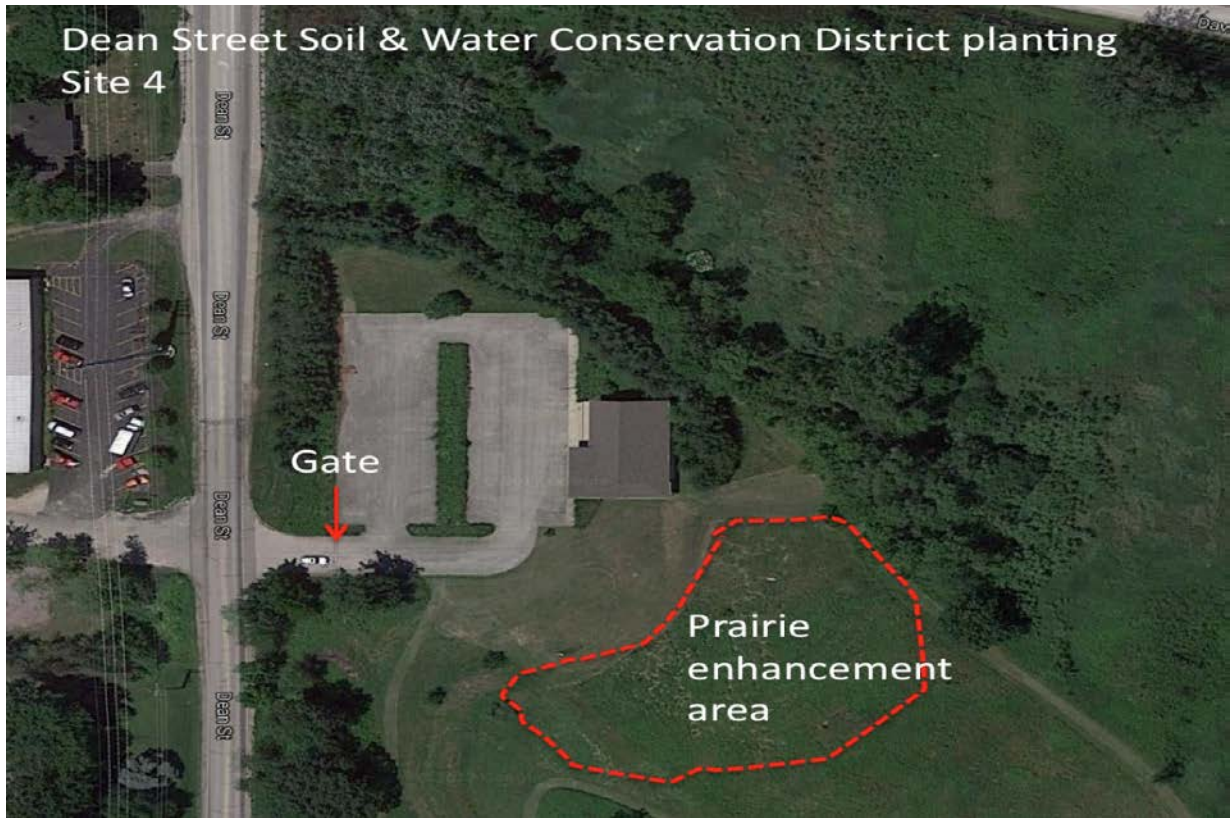 Dean Street Soil & Water Conservation District planting
Site 4
Dean St
Dean St
Gate
Dean St
Prairie
enhancement
area
Dean St